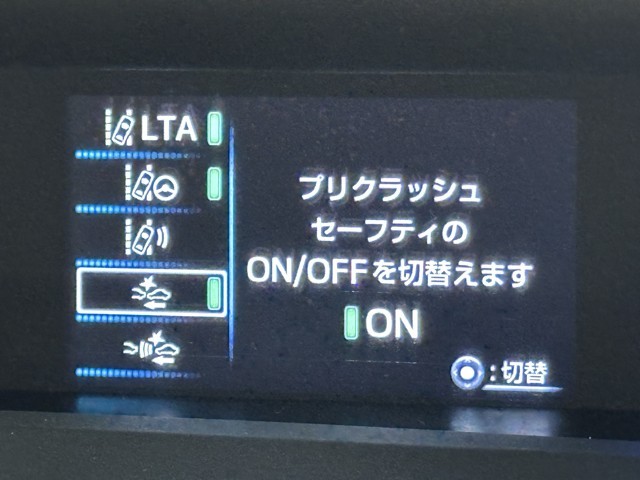 LTA
プリクラッシュ
セーフティの
ON/OFFを切替えます
ON
:切替